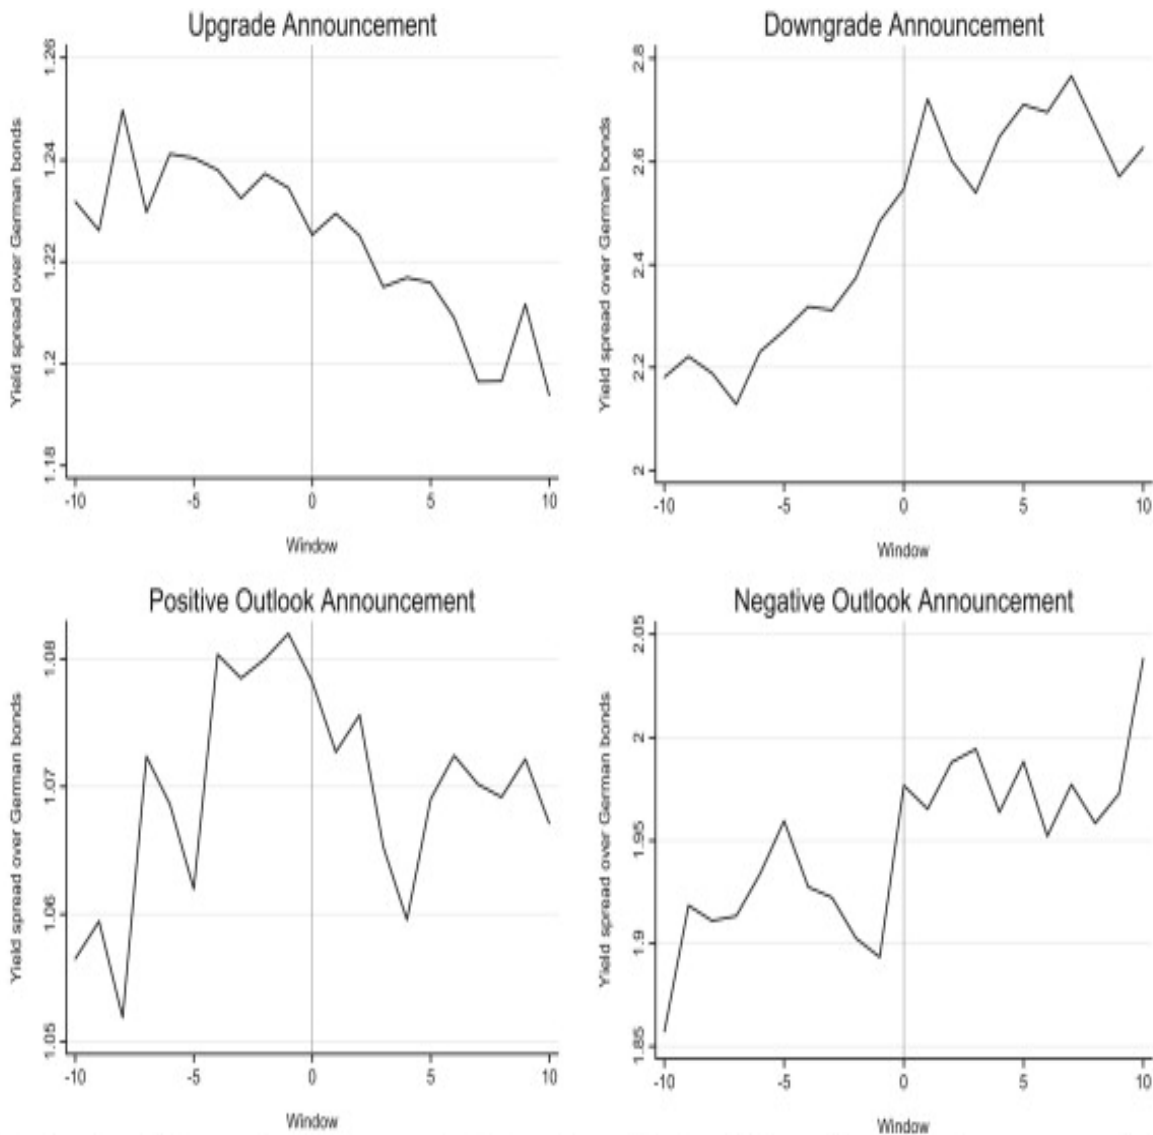 Upgrade Announcement
Yield spread over German bonds
1.26
1.24
1.22
1.2
1.18
-10 -5 0 5 10
Window
Downgrade Announcement
Yield spread over German bonds
2.8
2.6
2.4
2.2
2
-10 -5 0 5 10
Window
Positive Outlook Announcement
Yield spread over German bonds
1.08
1.07
1.06
1.05
-10 -5 0 5 10
Window
Negative Outlook Announcement
Yield spread over German bonds
2.05
2
1.95
1.9
1.85
-10 -5 0 5 10
Window